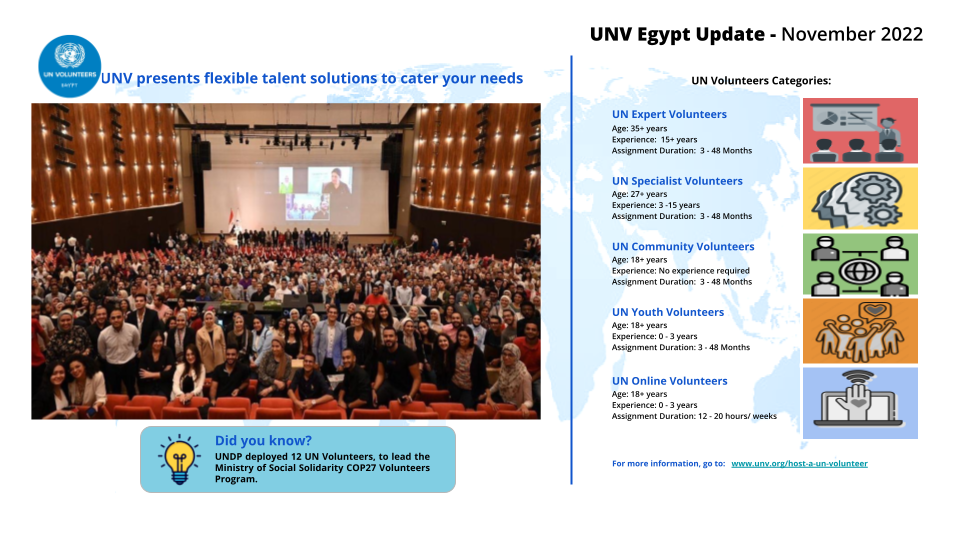 UNV Egypt Update - November 2022
UN VOLUNTEERS
EGYPT
UNV presents flexible talent solutions to cater your needs
Did you know?
UNDP deployed 12 UN Volunteers, to lead the
Ministry of Social Solidarity COP27 Volunteers
Program.
UN Volunteers Categories:
UN Expert Volunteers
Age: 35+ years
Experience:  15+ years
Assignment Duration:  3 - 48 Months
UN Specialist Volunteers
Age: 27+ years
Experience: 3 -15 years
Assignment Duration:  3 - 48 Months
UN Community Volunteers
Age: 18+ years
Experience: No experience required
Assignment Duration:  3 - 48 Months
UN Youth Volunteers
Age: 18+ years
Experience: 0 - 3 years
Assignment Duration: 3 - 48 Months
UN Online Volunteers
Age: 18+ years
Experience: 0 - 3 years
Assignment Duration: 12 - 20 hours/ weeks
For more information, go to:  www.unv.org/host-a-un-volunteer